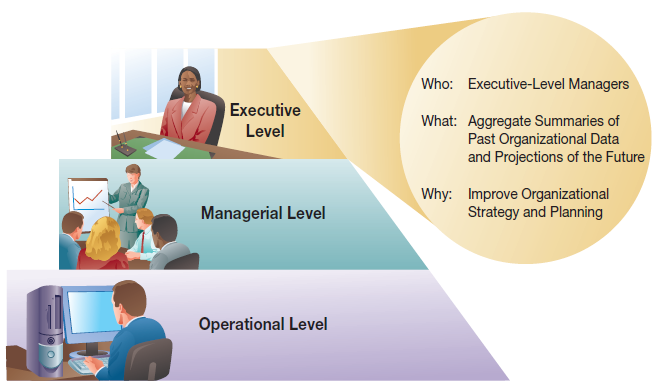 Executive
Level
Managerial Level
Operational Level
Who: Executive-Level Managers
What: Aggregate Summaries of
Past Organizational Data
and Projections of the Future
Why: Improve Organizational
Strategy and Planning